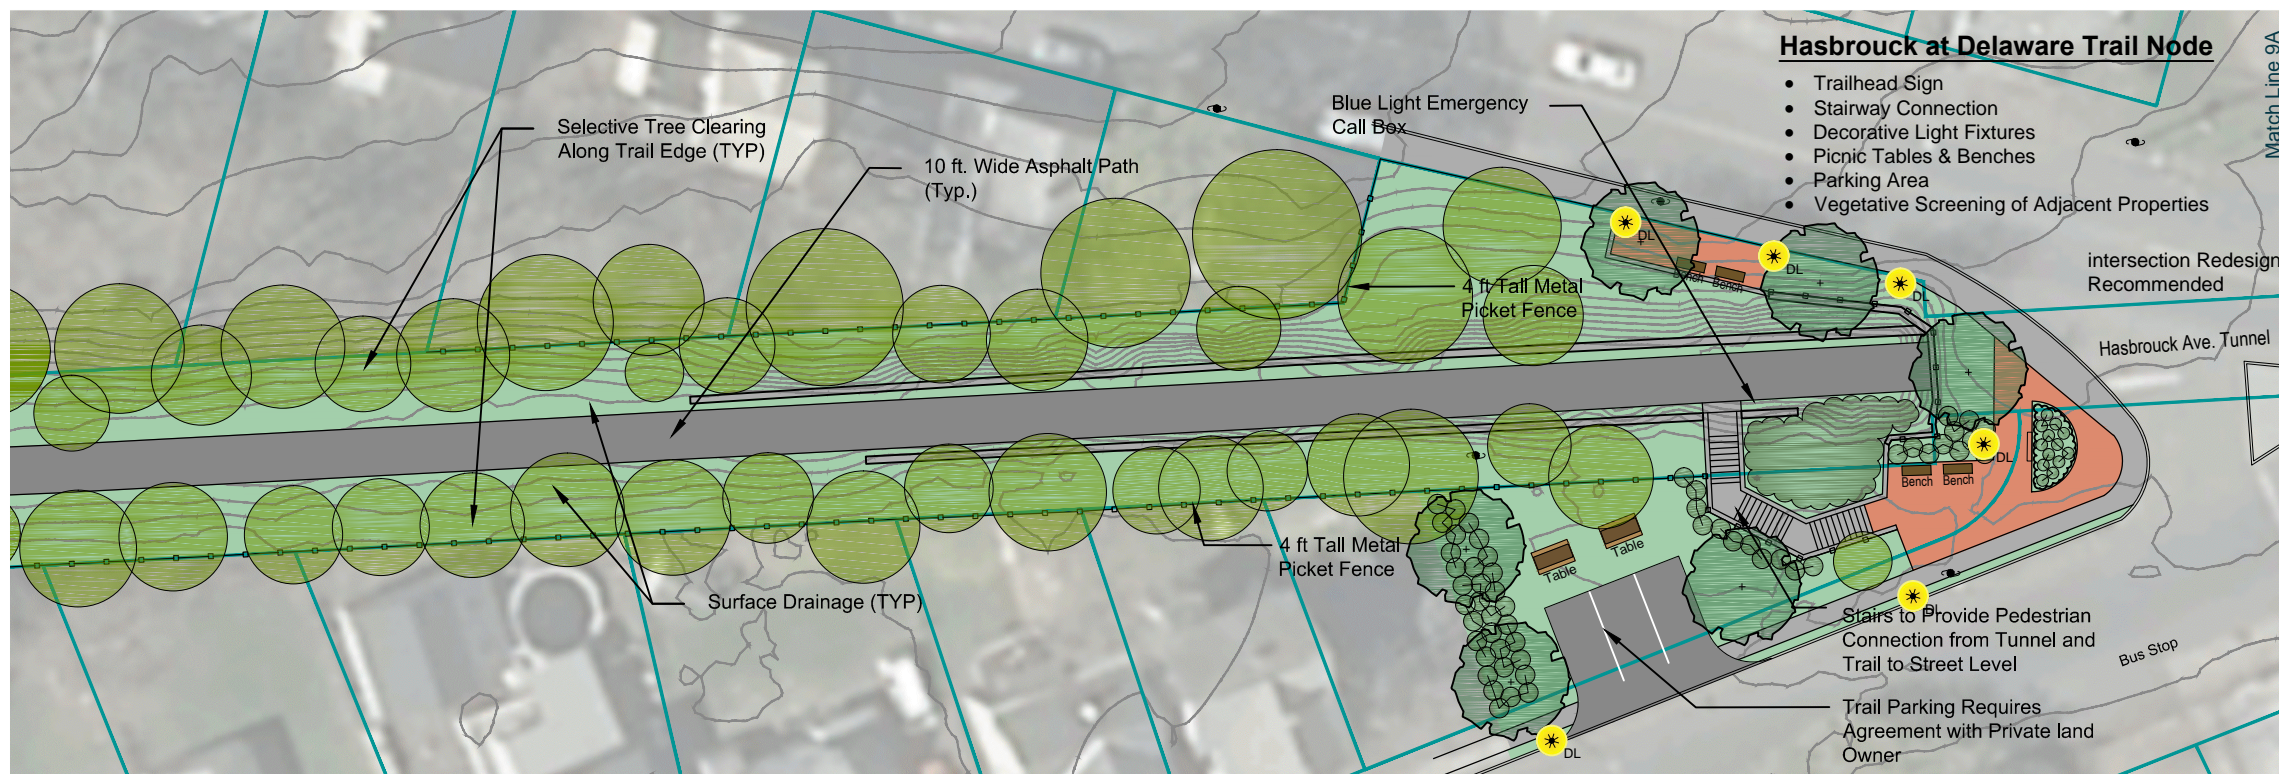 Hasbrouck at Delaware Trail Node
• Trailhead Sign
• Stairway Connection
• Decorative Light Fixtures
• Picnic Tables & Benches
• Parking Area
• Vegetative Screening of Adjacent Properties
Match Line 9A
Blue Light Emergency
Call Box
Selective Tree Clearing
Along Trail Edge (TYP)
10 ft. Wide Asphalt Path
(Typ.)
DL
DL
DL
Bench
Bench
intersection Redesign
Recommended
4 ft Tall Metal
Picket Fence
Hasbrouck Ave. Tunnel
DL
Bench
Bench
4 ft Tall Metal
Picket Fence
Table
Table
Surface Drainage (TYP)
DL
Stairs to Provide Pedestrian
Connection from Tunnel and
Trail to Street Level
Bus Stop
Trail Parking Requires
Agreement with Private land
Owner
DL